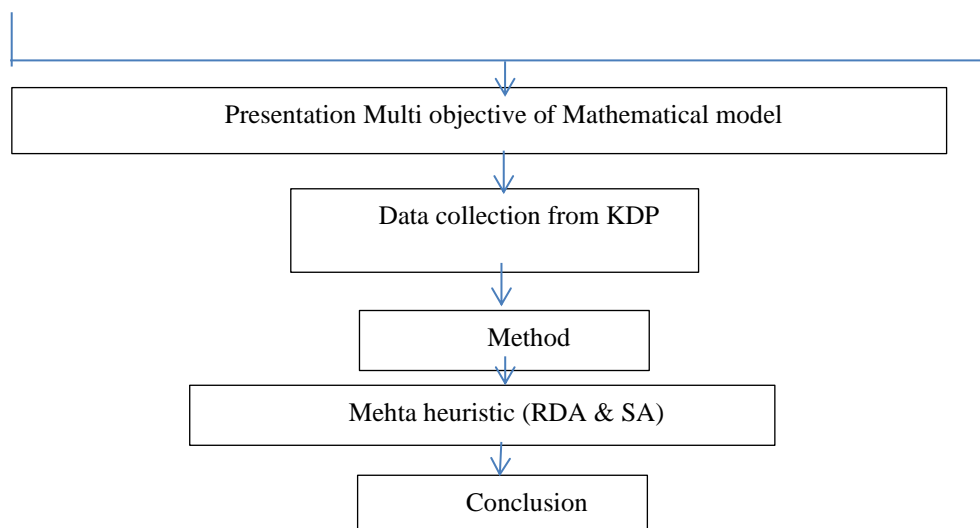 Presentation Multi objective of Mathematical model
Data collection from KDP
Method
Mehta heuristic (RDA & SA)
Conclusion